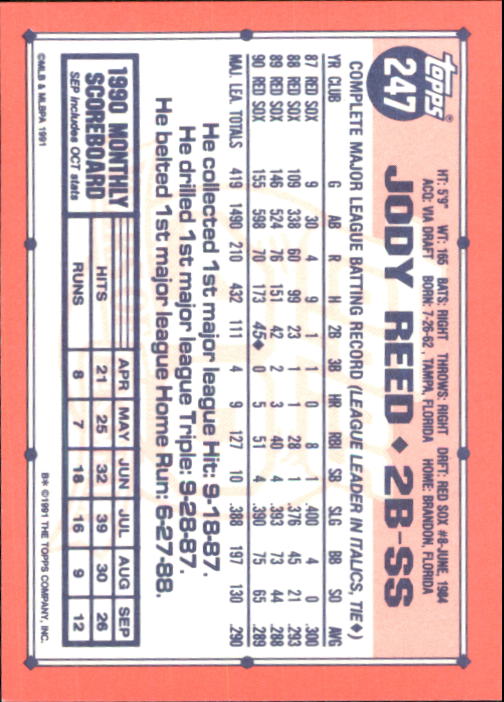 topps®
247
HT: 5'9" WT: 165 BATS: RIGHT THROWS: RIGHT DRFT: RED SOX #8-JUNE, 1984
ACQ: VIA DRAFT BORN: 7-26-62, TAMPA, FLORIDA HOME: BRANDON, FLORIDA
JODY REED ♦ 2B-SS
COMPLETE MAJOR LEAGUE BATTING RECORD (LEAGUE LEADER IN ITALICS, TIE♦)
YR CLUB G AB R H 2B 3B HR RBI SB SLG BB SO AVG
87 RED SOX 9 30 4 9 1 1 0 8 1 .400 4 0 .300
88 RED SOX 109 338 60 99 23 1 1 28 1 .376 45 21 .293
89 RED SOX 146 524 76 151 42 2 3 40 4 .393 73 44 .288
90 RED SOX 155 598 70 173 45♦ 0 5 51 4 .390 75 65 .289
MAJ. LEA. TOTALS 419 1490 210 432 111 4 9 127 10 .388 197 130 .290
He collected 1st major league Hit: 9-18-87.
He drilled 1st major league Triple: 9-28-87.
He belted 1st major league Home Run: 6-27-88.
1990 MONTHLY
SCOREBOARD
SEP includes OCT stats
APR MAY JUN JUL AUG SEP
HITS 21 25 32 39 30 26
RUNS 8 7 18 16 9 12
©MLB & MLBPA 1991
B* ©1991 THE TOPPS COMPANY, INC.